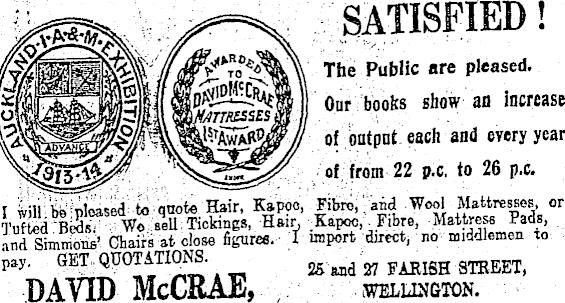 SATISFIED !
AUCKLAND·I·A·&·M·EXHIBITION
ADVANCE
1913-14
AWARDED
TO
DAVID McCRAE
MATTRESSES
1ST AWARD
The Public are pleased.
Our books show an increase
of output each and every year
of from 22 p.c. to 26 p.c.
I will be pleased to quote Hair, Kapoc, Fibre, and Wool Mattresses, or
Tufted Beds. We sell Tickings, Hair, Kapoc, Fibre, Mattress Pads,
and Simmons' Chairs at close figures. I import direct, no middlemen to
pay. GET QUOTATIONS.
DAVID McCRAE,
25 and 27 FARISH STREET,
WELLINGTON.